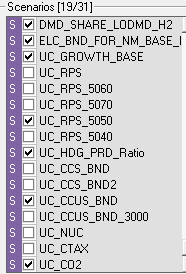 Scenarios [19/31]
S DMD_SHARE_LODMD_H2
S ELC_BND_FOR_NM_BASE_
S UC_GROWTH_BASE
S UC_RPS
S UC_RPS_5060
S UC_RPS_5070
S UC_RPS_5050
S UC_RPS_5040
S UC_HDG_PRD_Ratio
S UC_CCS_BND
S UC_CCS_BND2
S UC_CCUS_BND
S UC_CCUS_BND_3000
S UC_NUC
S UC_CTAX
S UC_CO2